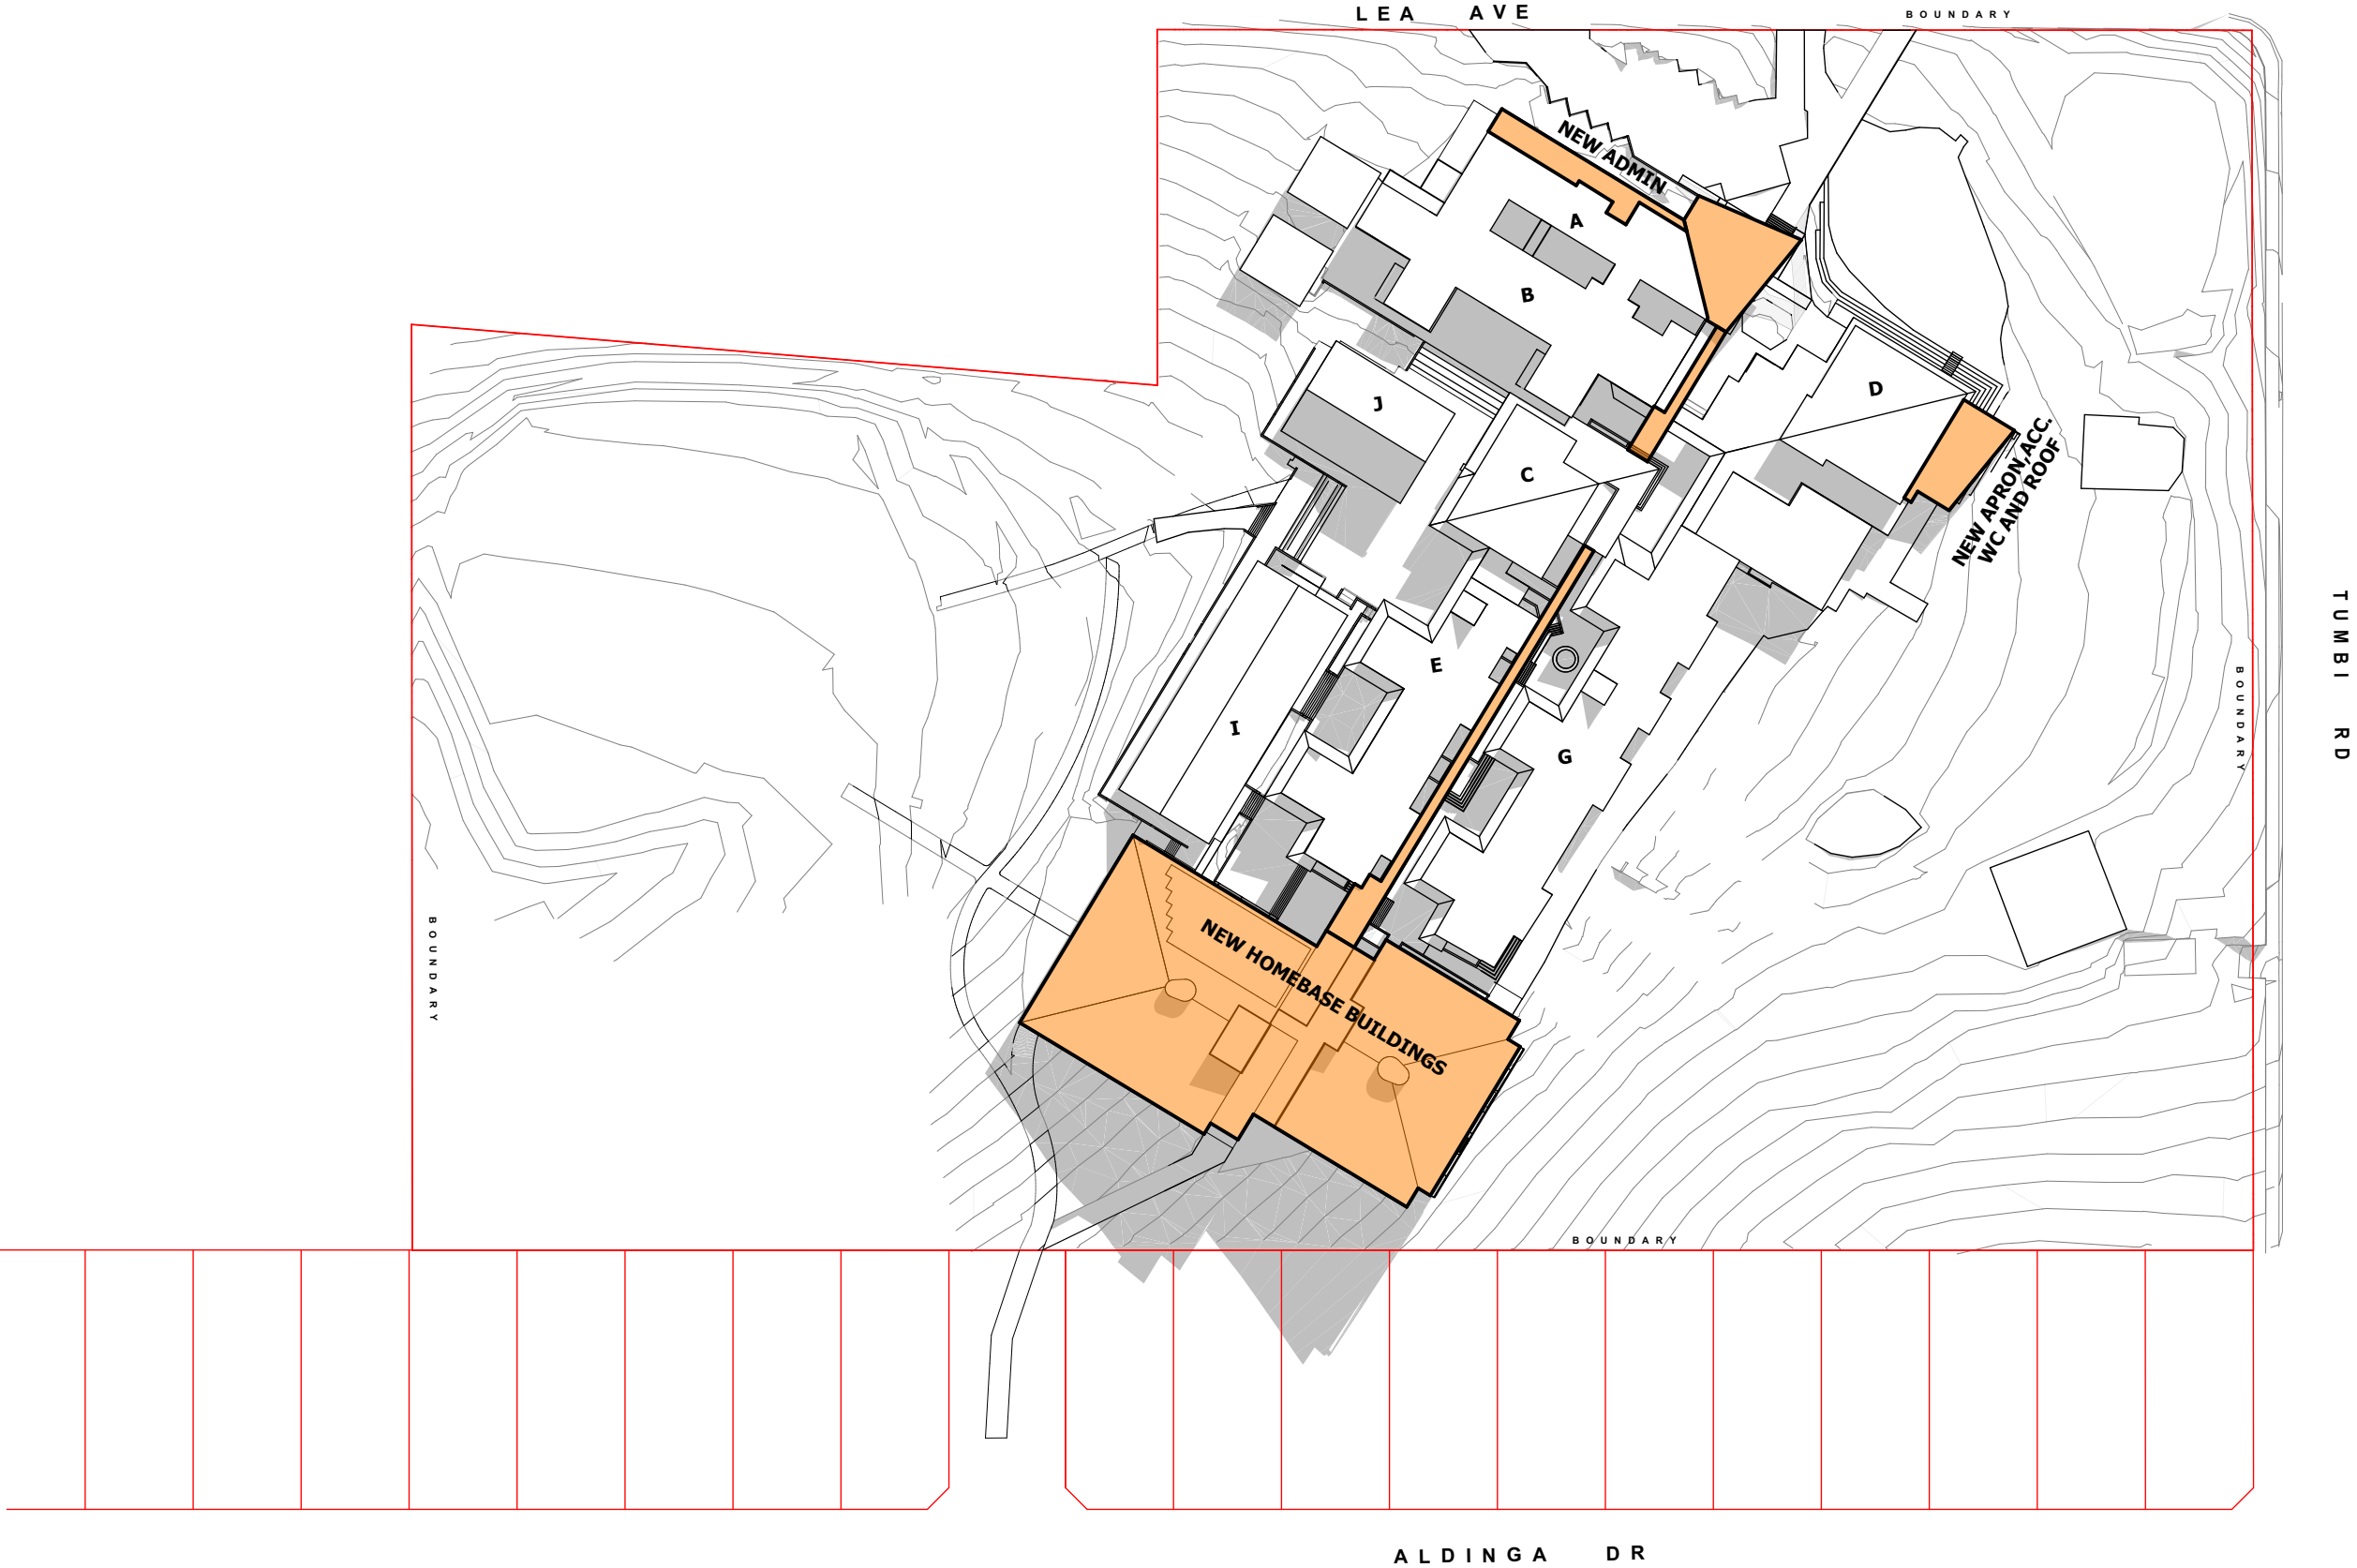 LEA AVE
BOUNDARY
NEW ADMIN
A
B
D
J
C
NEW APRON,ACC.
WC AND ROOF
TUMBI RD
E
BOUNDARY
I
G
BOUNDARY
NEW HOMEBASE BUILDINGS
BOUNDARY
ALDINGA DR